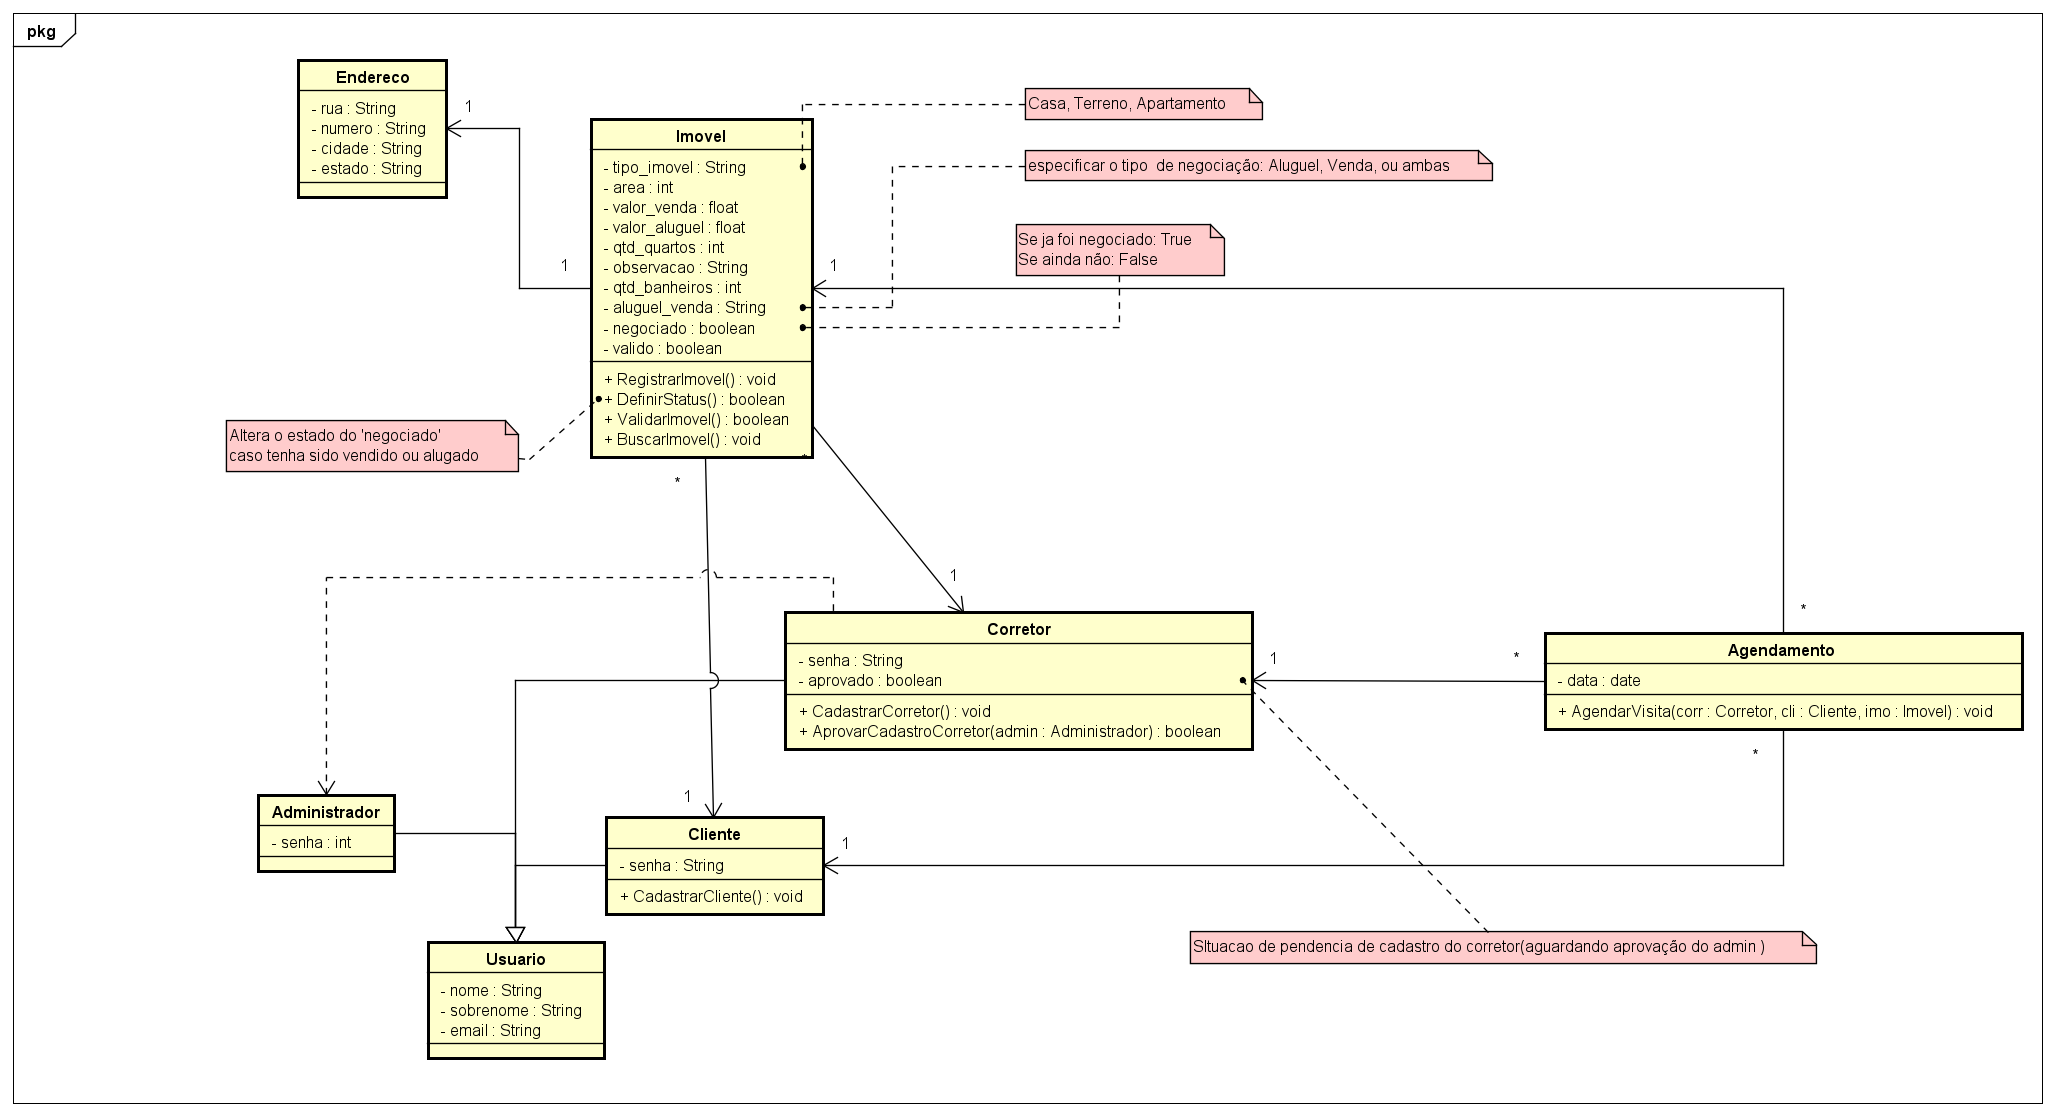 pkg
Endereco
- rua : String
- numero : String
- cidade : String
- estado : String
1
1
Imovel
- tipo_imovel : String
- area : int
- valor_venda : float
- valor_aluguel : float
- qtd_quartos : int
- observacao : String
- qtd_banheiros : int
- aluguel_venda : String
- negociado : boolean
- valido : boolean
+ RegistrarImovel() : void
+ DefinirStatus() : boolean
+ ValidarImovel() : boolean
+ BuscarImovel() : void
Casa, Terreno, Apartamento
especificar o tipo  de negociação: Aluguel, Venda, ou ambas
Se ja foi negociado: True
Se ainda não: False
1
Altera o estado do 'negociado'
caso tenha sido vendido ou alugado
*
*
1
*
Corretor
- senha : String
- aprovado : boolean
+ CadastrarCorretor() : void
+ AprovarCadastroCorretor(admin : Administrador) : boolean
1
*
Agendamento
- data : date
+ AgendarVisita(corr : Corretor, cli : Cliente, imo : Imovel) : void
*
Administrador
- senha : int
1
Cliente
- senha : String
+ CadastrarCliente() : void
1
SItuacao de pendencia de cadastro do corretor(aguardando aprovação do admin )
Usuario
- nome : String
- sobrenome : String
- email : String